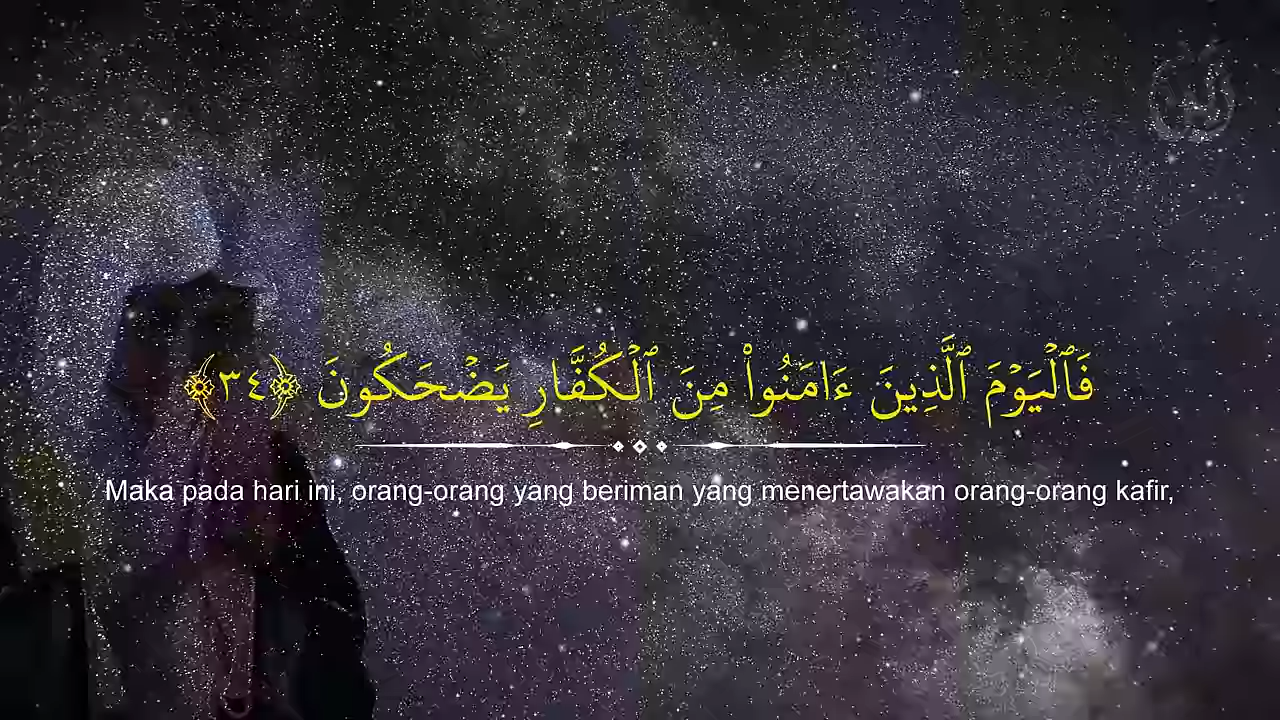 فَٱلْيَوْمَ ٱلَّذِينَ ءَامَنُوا۟ مِنَ ٱلْكُفَّارِ يَضْحَكُونَ ﴿٣٤﴾
Maka pada hari ini, orang-orang yang beriman yang menertawakan orang-orang kafir,